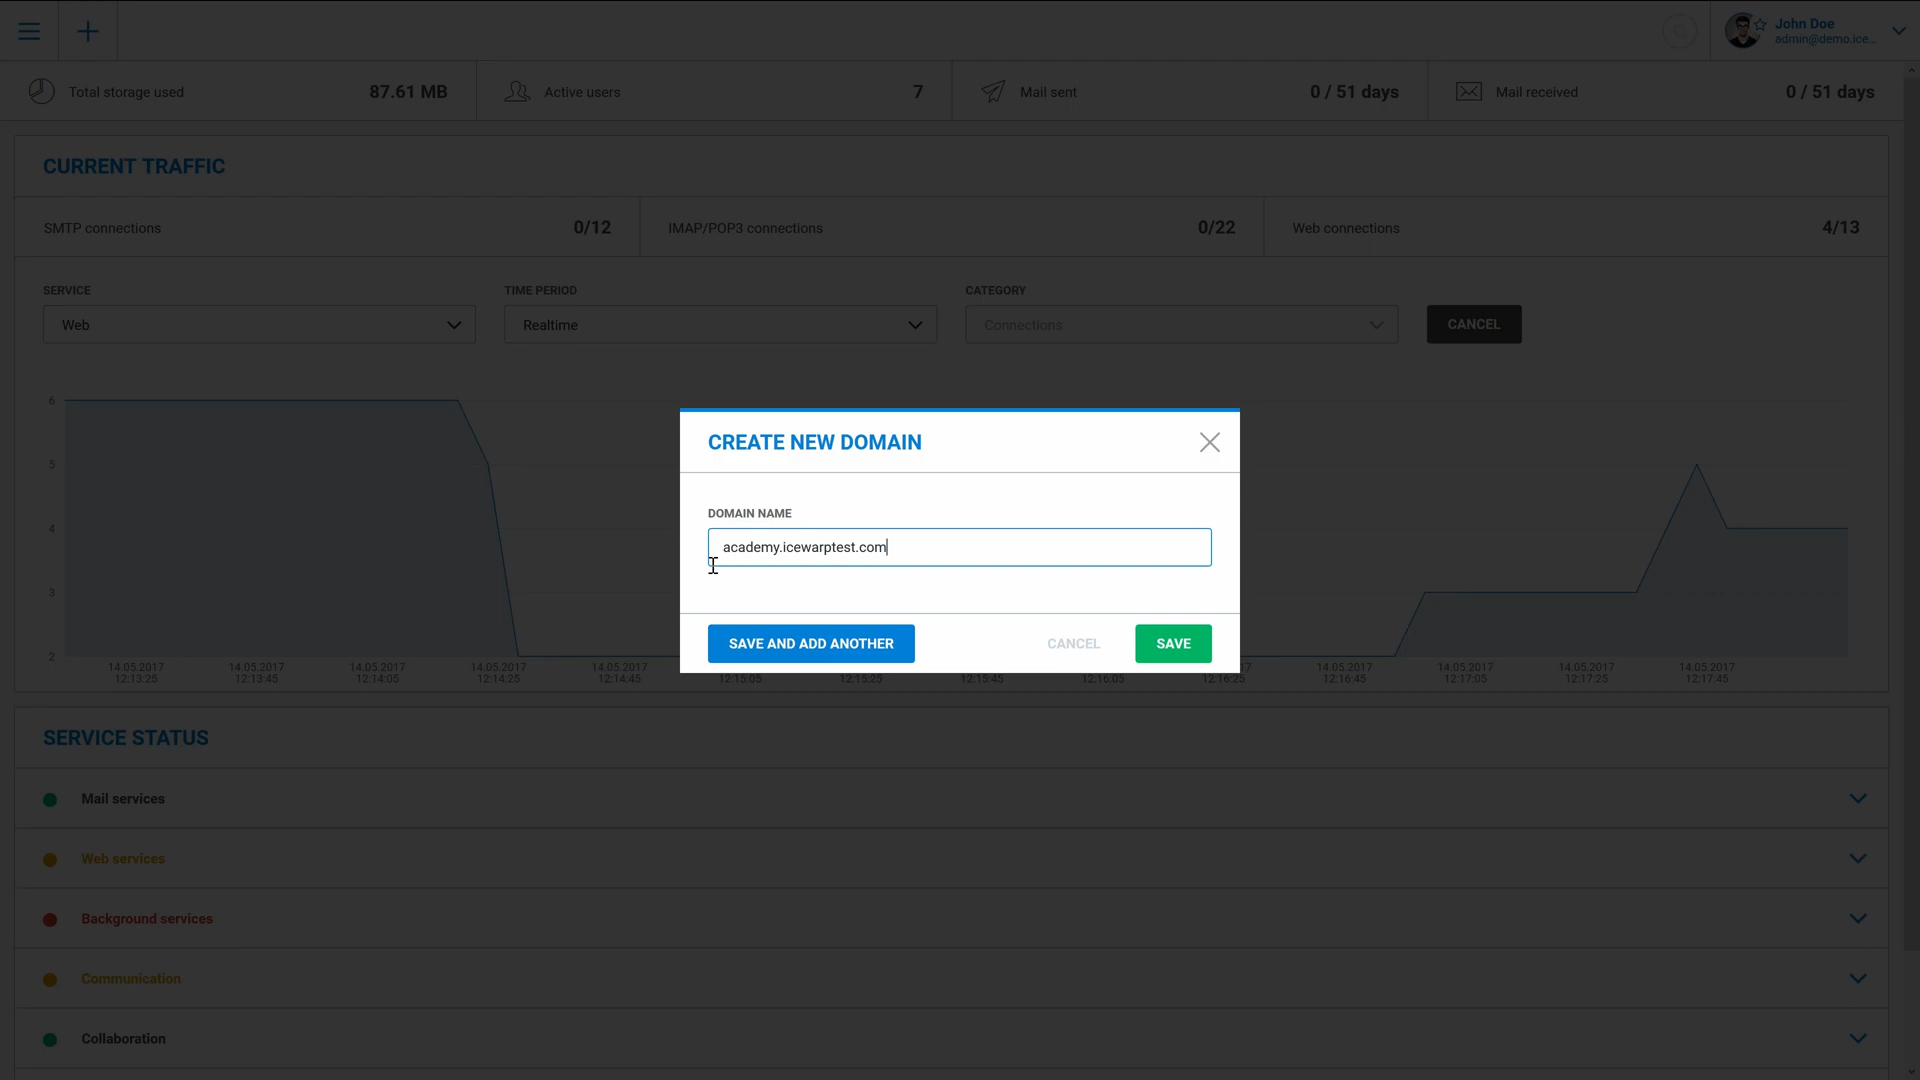 John Doe
admin@demo.ice...
Total storage used 87.61 MB
Active users 7
Mail sent 0 / 51 days
Mail received 0 / 51 days
CURRENT TRAFFIC
SMTP connections 0/12
IMAP/POP3 connections 0/22
Web connections 4/13
SERVICE
TIME PERIOD
CATEGORY
Web
Realtime
Connections
CANCEL
6
5
4
3
2
CREATE NEW DOMAIN
DOMAIN NAME
academy.icewarptest.com
SAVE AND ADD ANOTHER
CANCEL
SAVE
14.05.2017 14.05.2017 14.05.2017 14.05.2017 14.05.2017 14.05.2017 14.05.2017 14.05.2017 14.05.2017
12:13:25 12:13:45 12:14:05 12:14:25 12:14:45 12:15:05 12:15:25 12:15:45 12:16:05 12:16:25 12:16:45 12:17:05 12:17:25 12:17:45
SERVICE STATUS
Mail services
Web services
Background services
Communication
Collaboration